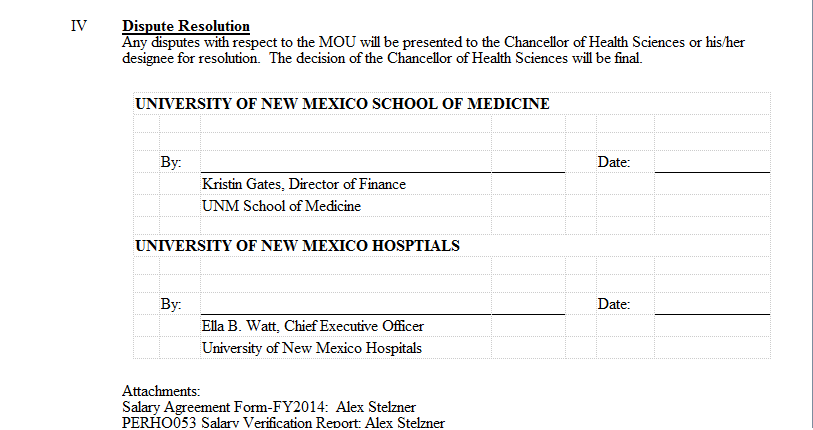 IV Dispute Resolution
Any disputes with respect to the MOU will be presented to the Chancellor of Health Sciences or his/her
designee for resolution. The decision of the Chancellor of Health Sciences will be final.
UNIVERSITY OF NEW MEXICO SCHOOL OF MEDICINE
By: Date:
Kristin Gates, Director of Finance
UNM School of Medicine
UNIVERSITY OF NEW MEXICO HOSPTIALS
By: Date:
Ella B. Watt, Chief Executive Officer
University of New Mexico Hospitals
Attachments:
Salary Agreement Form-FY2014: Alex Stelzner
PERHO053 Salary Verification Report: Alex Stelzner